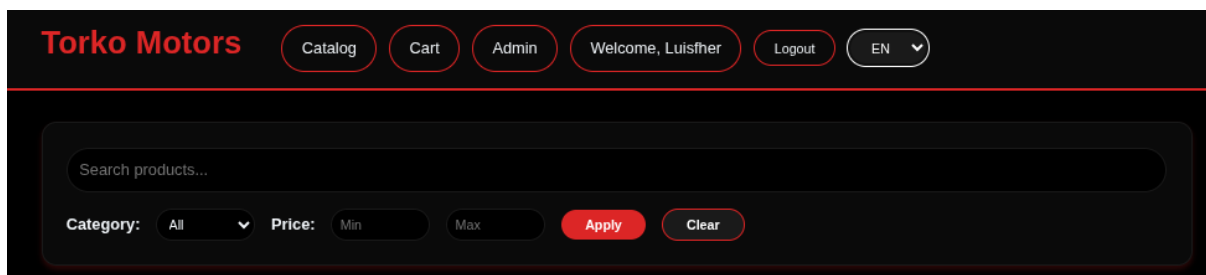 Torko Motors Catalog Cart Admin Welcome, Luisfher Logout EN
Search products...
Category: All Price: Min Max Apply Clear